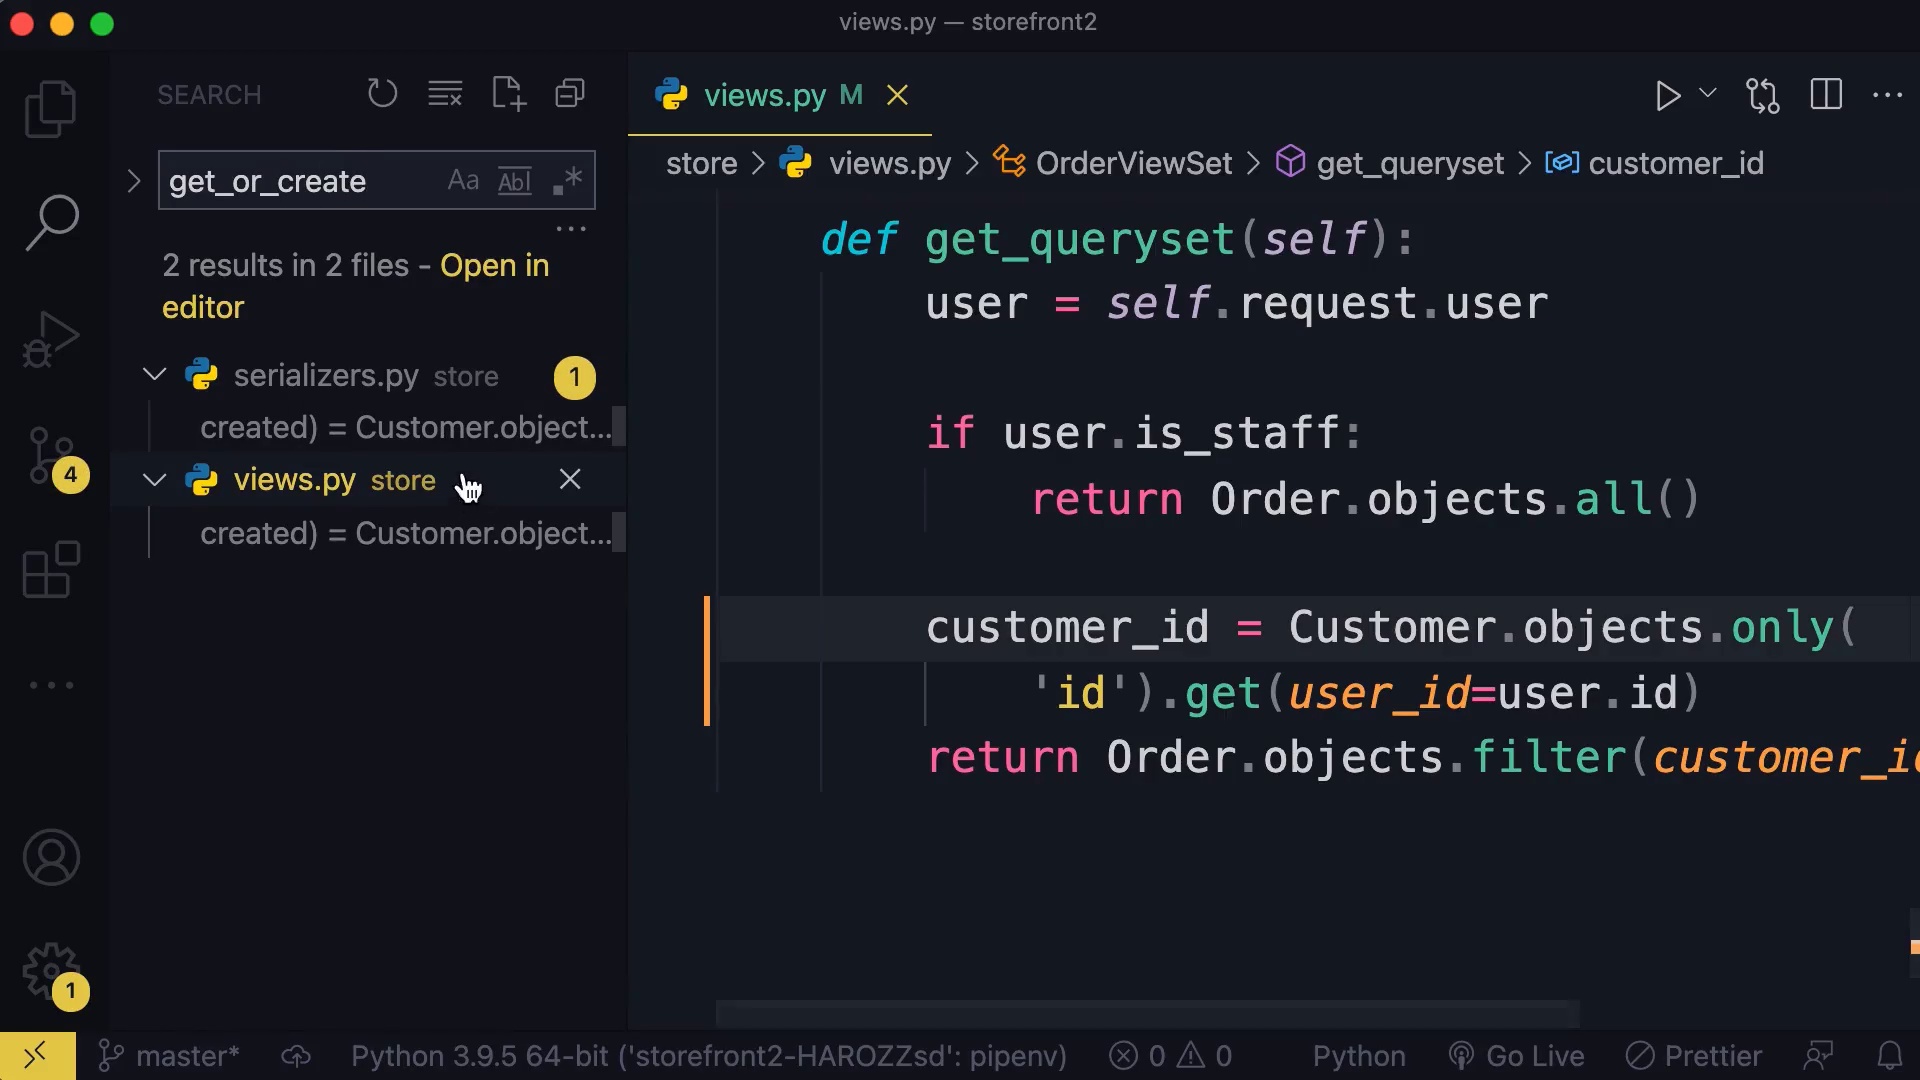 views.py — storefront2
SEARCH
get_or_create
Aa
Abl
.*
2 results in 2 files - Open in
editor
serializers.py store
1
created) = Customer.object...
views.py store
created) = Customer.object...
4
1
views.py M
store > views.py > OrderViewSet > get_queryset > customer_id
def get_queryset(self):
user = self.request.user
if user.is_staff:
return Order.objects.all()
customer_id = Customer.objects.only(
'id').get(user_id=user.id)
return Order.objects.filter(customer_id
master*
Python 3.9.5 64-bit ('storefront2-HAROZZsd': pipenv)
0
0
Python
Go Live
Prettier